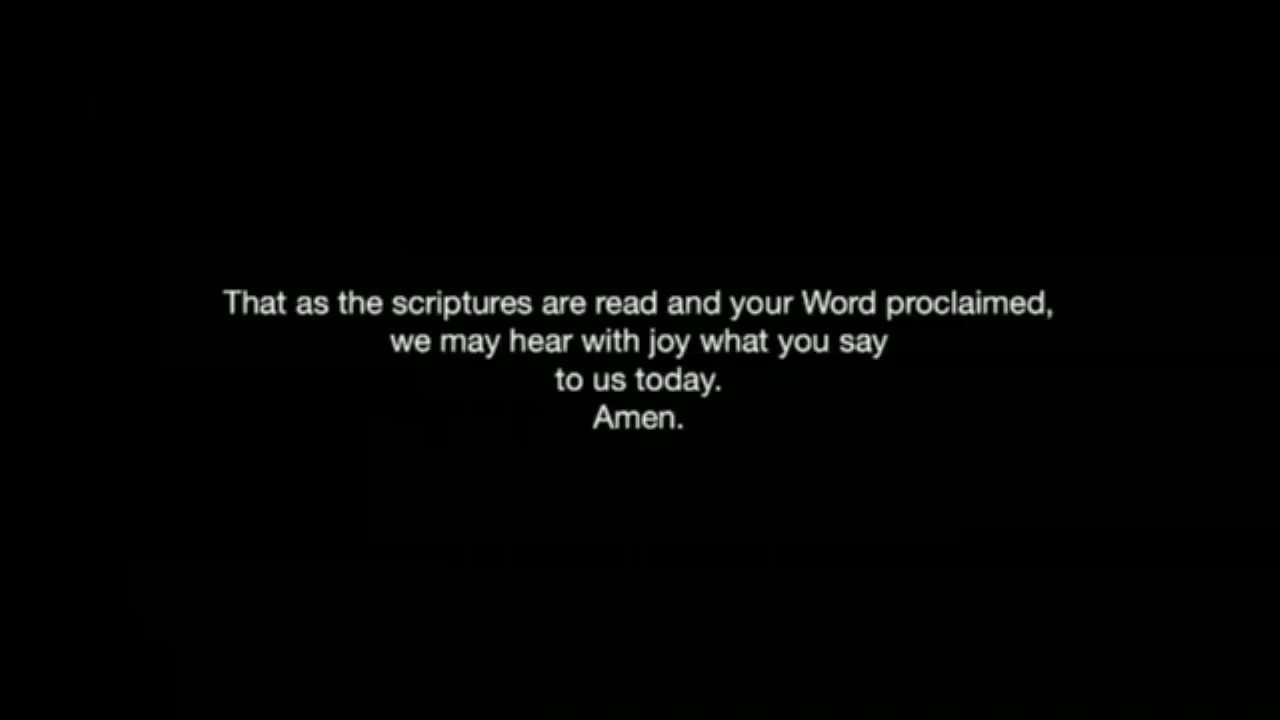 That as the scriptures are read and your Word proclaimed,
we may hear with joy what you say
to us today.
Amen.